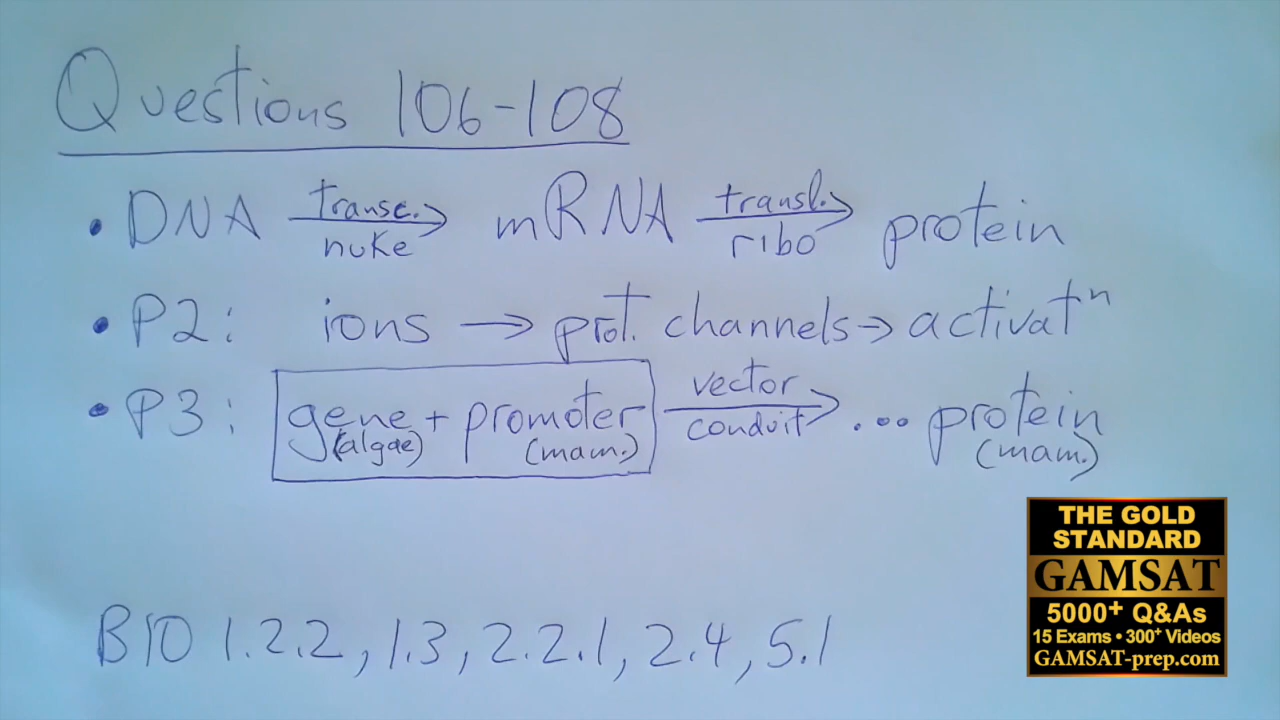 Questions 106-108
• DNA transc. nuke → mRNA transl. ribo → protein
• P2: ions → prot. channels → activatⁿ
• P3: gene (algae) + promoter (mam.) vector conduit → ... protein (mam.)
BIO 1.2.2, 1.3, 2.2.1, 2.4, 5.1
THE GOLD
STANDARD
GAMSAT
5000+ Q&As
15 Exams • 300+ Videos
GAMSAT-prep.com